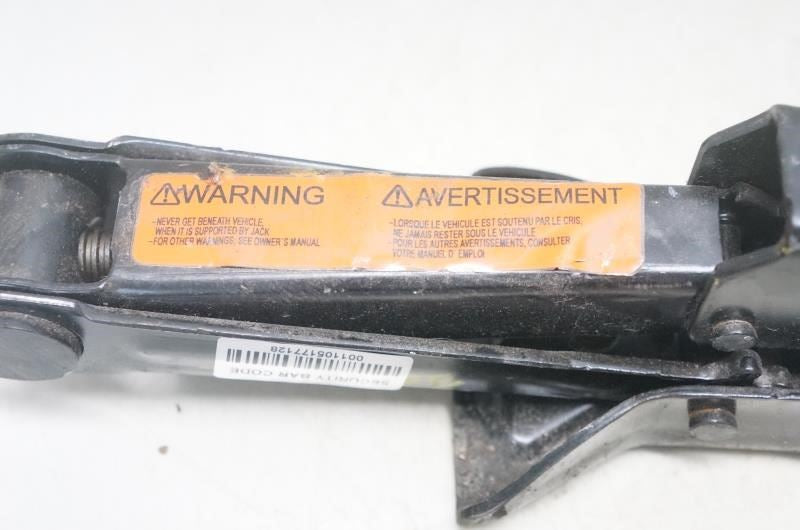 ⚠WARNING
-NEVER GET BENEATH VEHICLE,
WHEN IT IS SUPPORTED BY JACK
-FOR OTHER WARNINGS, SEE OWNER'S MANUAL
⚠AVERTISSEMENT
-LORSQUE LE VEHICULE EST SOUTENU PAR LE CRIS,
NE JAMAIS RESTER SOUS LE VEHICULE
-POUR LES AUTRES AVERTISSEMENTS, CONSULTER
VOTRE MANUEL D' EMPLOI
SECURITY BAR CODE
0011105177128